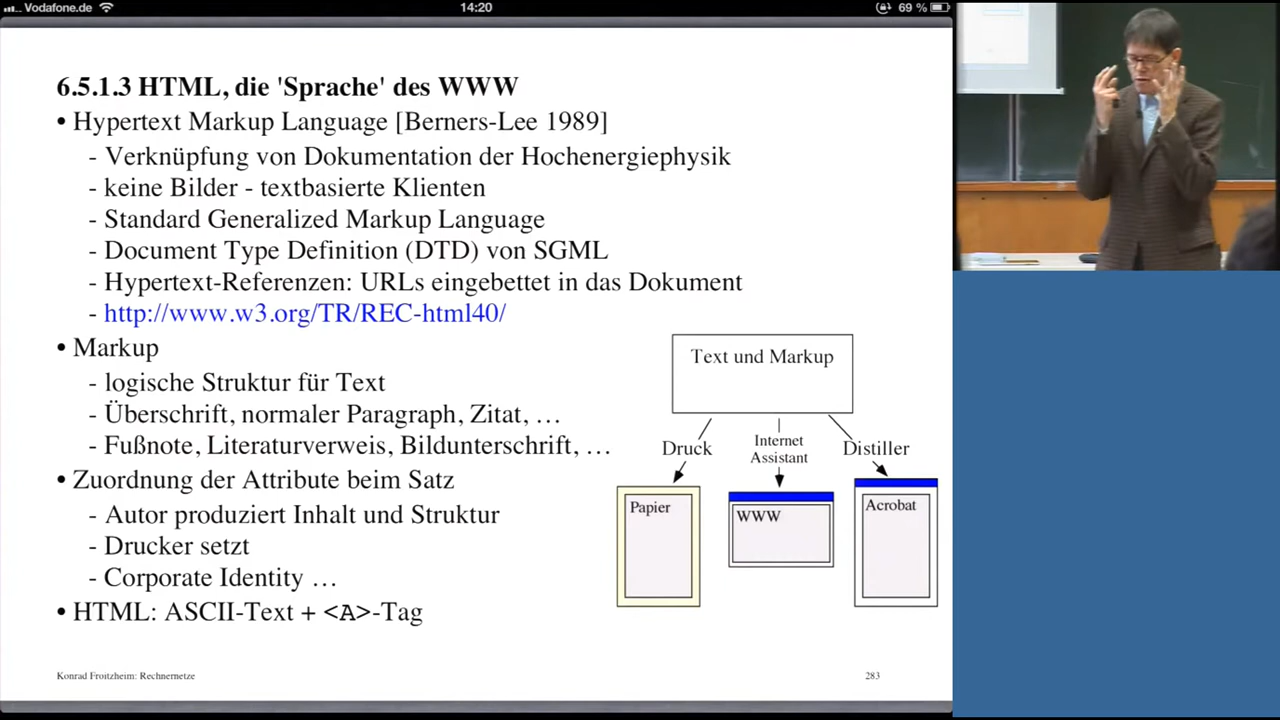 Vodafone.de
14:20
69 %
6.5.1.3 HTML, die 'Sprache' des WWW
• Hypertext Markup Language [Berners-Lee 1989]
- Verknüpfung von Dokumentation der Hochenergiephysik
- keine Bilder - textbasierte Klienten
- Standard Generalized Markup Language
- Document Type Definition (DTD) von SGML
- Hypertext-Referenzen: URLs eingebettet in das Dokument
- http://www.w3.org/TR/REC-html40/
• Markup
- logische Struktur für Text
- Überschrift, normaler Paragraph, Zitat, …
- Fußnote, Literaturverweis, Bildunterschrift, …
• Zuordnung der Attribute beim Satz
- Autor produziert Inhalt und Struktur
- Drucker setzt
- Corporate Identity …
• HTML: ASCII-Text + <A>-Tag
Text und Markup
Druck
Internet
Assistant
Distiller
Papier
WWW
Acrobat
Konrad Froitzheim: Rechnernetze
283